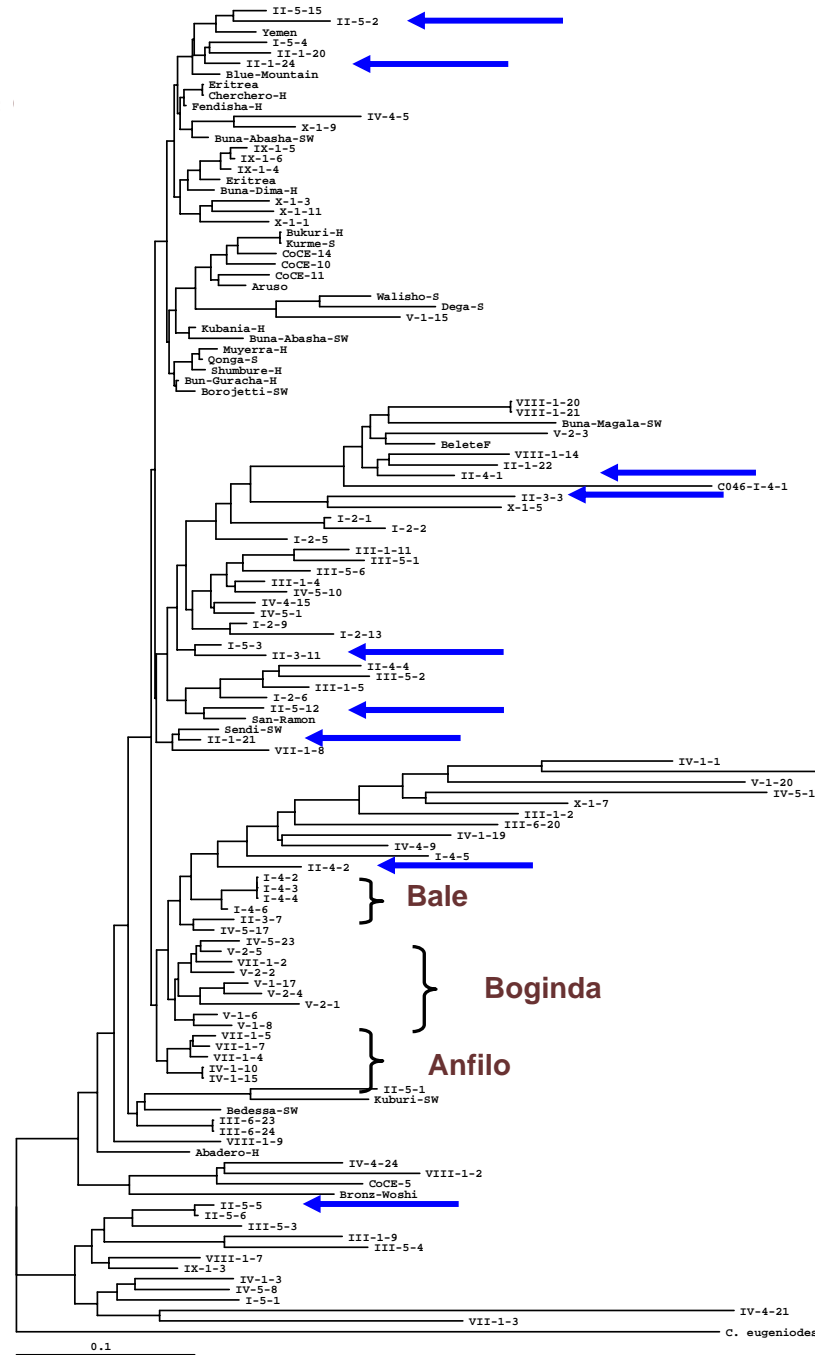 II-5-15
II-5-2
Yemen
I-5-4
II-1-20
II-1-24
Blue-Mountain
Eritrea
Cherchero-H
Fendisha-H
IV-4-5
X-1-9
Buna-Abasha-SW
IX-1-5
IX-1-6
IX-1-4
Eritrea
Buna-Dima-H
X-1-3
X-1-11
X-1-1
Bukuri-H
Kurme-S
CoCE-14
CoCE-10
CoCE-11
Aruso
Walisho-S
Dega-S
V-1-15
Kubania-H
Buna-Abasha-SW
Muyerra-H
Qonga-S
Shumbure-H
Bun-Guracha-H
Borojetti-SW
VIII-1-20
VIII-1-21
Buna-Magala-SW
V-2-3
BeleteF
VIII-1-14
II-1-22
II-4-1
C046-I-4-1
II-3-3
X-1-5
I-2-1
I-2-2
I-2-5
III-1-11
III-5-1
III-5-6
III-1-4
IV-5-10
IV-4-15
IV-5-1
I-2-9
I-2-13
I-5-3
II-3-11
II-4-4
III-5-2
III-1-5
I-2-6
II-5-12
San-Ramon
Sendi-SW
II-1-21
VII-1-8
IV-1-1
V-1-20
IV-5-1
X-1-7
III-1-2
III-6-20
IV-1-19
IV-4-9
I-4-5
II-4-2
I-4-2
I-4-3
I-4-4
I-4-6
II-3-7
IV-5-17
Bale
IV-5-23
V-2-5
VII-1-2
V-2-2
V-1-17
V-2-4
V-2-1
V-1-6
V-1-8
Boginda
VII-1-5
VII-1-7
VII-1-4
IV-1-10
IV-1-15
Anfilo
II-5-1
Kuburi-SW
Bedessa-SW
III-6-23
III-6-24
VIII-1-9
Abadero-H
IV-4-24
VIII-1-2
CoCE-5
Bronz-Woshi
II-5-5
II-5-6
III-5-3
III-1-9
III-5-4
VIII-1-7
IX-1-3
IV-1-3
IV-5-8
I-5-1
IV-4-21
VII-1-3
C. eugeniodes
0.1